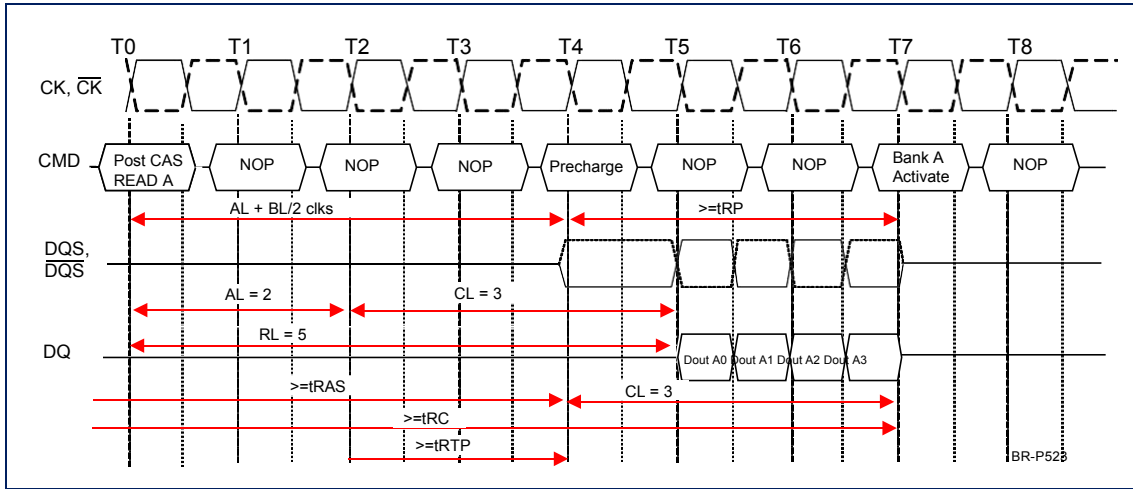 T0 T1 T2 T3 T4 T5 T6 T7 T8
CK, CK
CMD
Post CAS
READ A
NOP
NOP
NOP
Precharge
NOP
NOP
Bank A
Activate
NOP
AL + BL/2 clks
>=tRP
DQS,
DQS
AL = 2
CL = 3
RL = 5
DQ
Dout A0 Dout A1 Dout A2 Dout A3
>=tRAS
CL = 3
>=tRC
>=tRTP
BR-P523